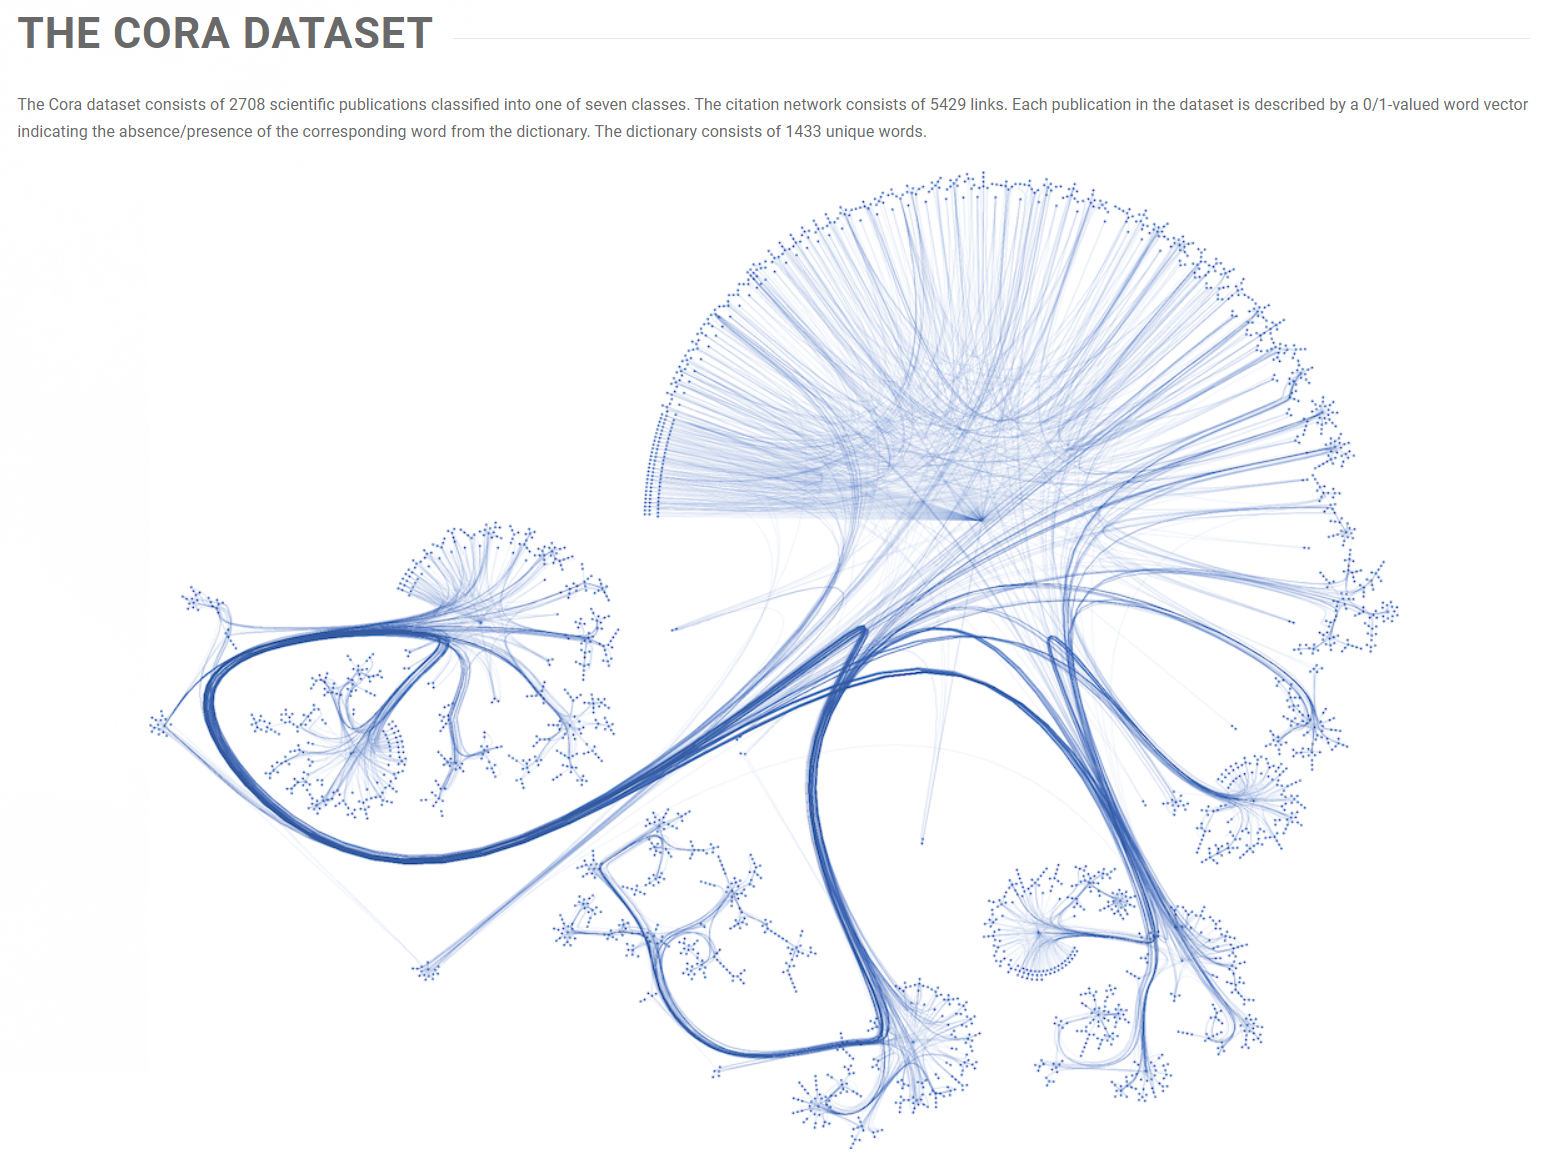 THE CORA DATASET
The Cora dataset consists of 2708 scientific publications classified into one of seven classes. The citation network consists of 5429 links. Each publication in the dataset is described by a 0/1-valued word vector
indicating the absence/presence of the corresponding word from the dictionary. The dictionary consists of 1433 unique words.